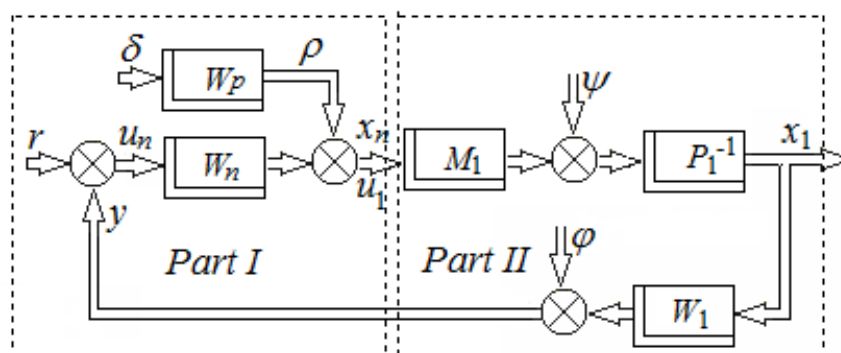 δ W_p ρ ψ
r u_n W_n x_n u_1 M_1 P_1^{-1} x_1
y Part I Part II φ
W_1